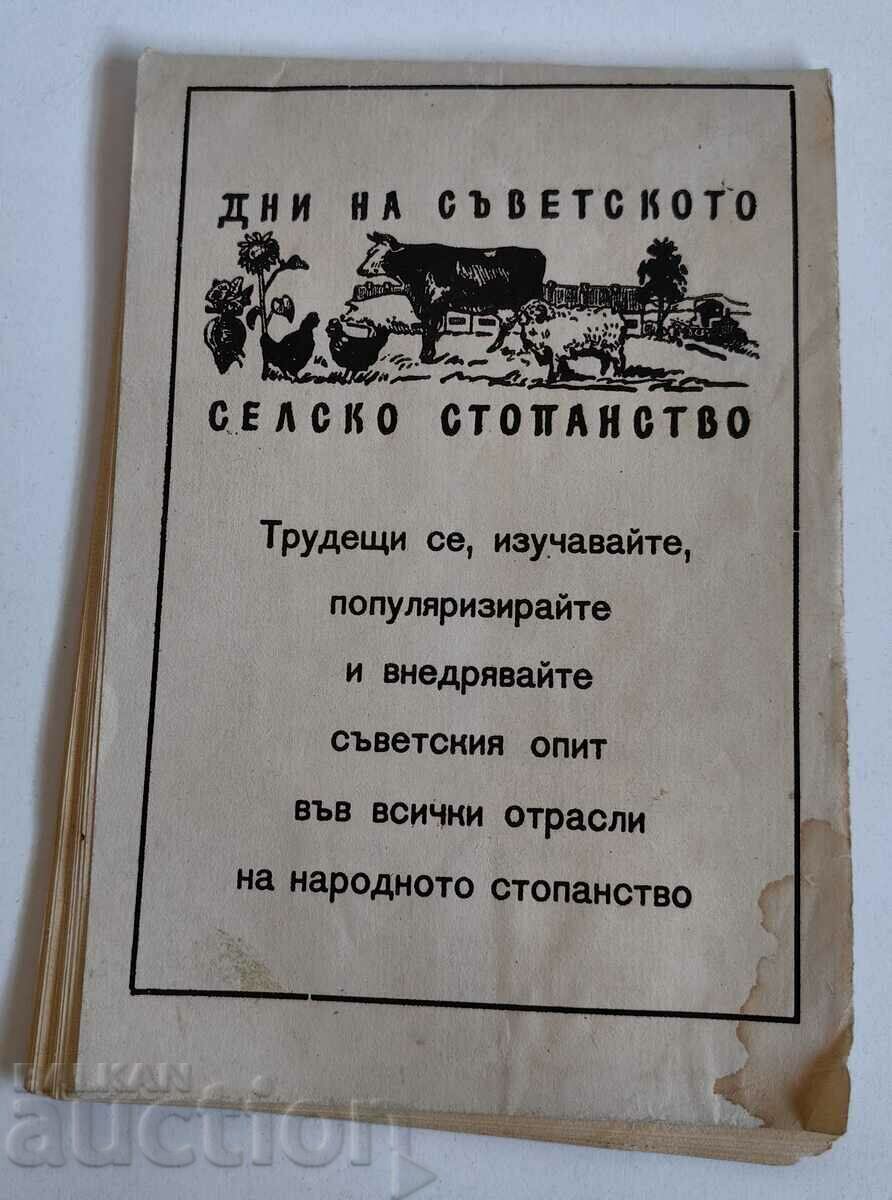 ДНИ НА СЪВЕТСКОТО
СЕЛСКО СТОПАНСТВО
Трудещи се, изучавайте,
популяризирайте
и внедрявайте
съветския опит
във всички отрасли
на народното стопанство
BALKAN
auction